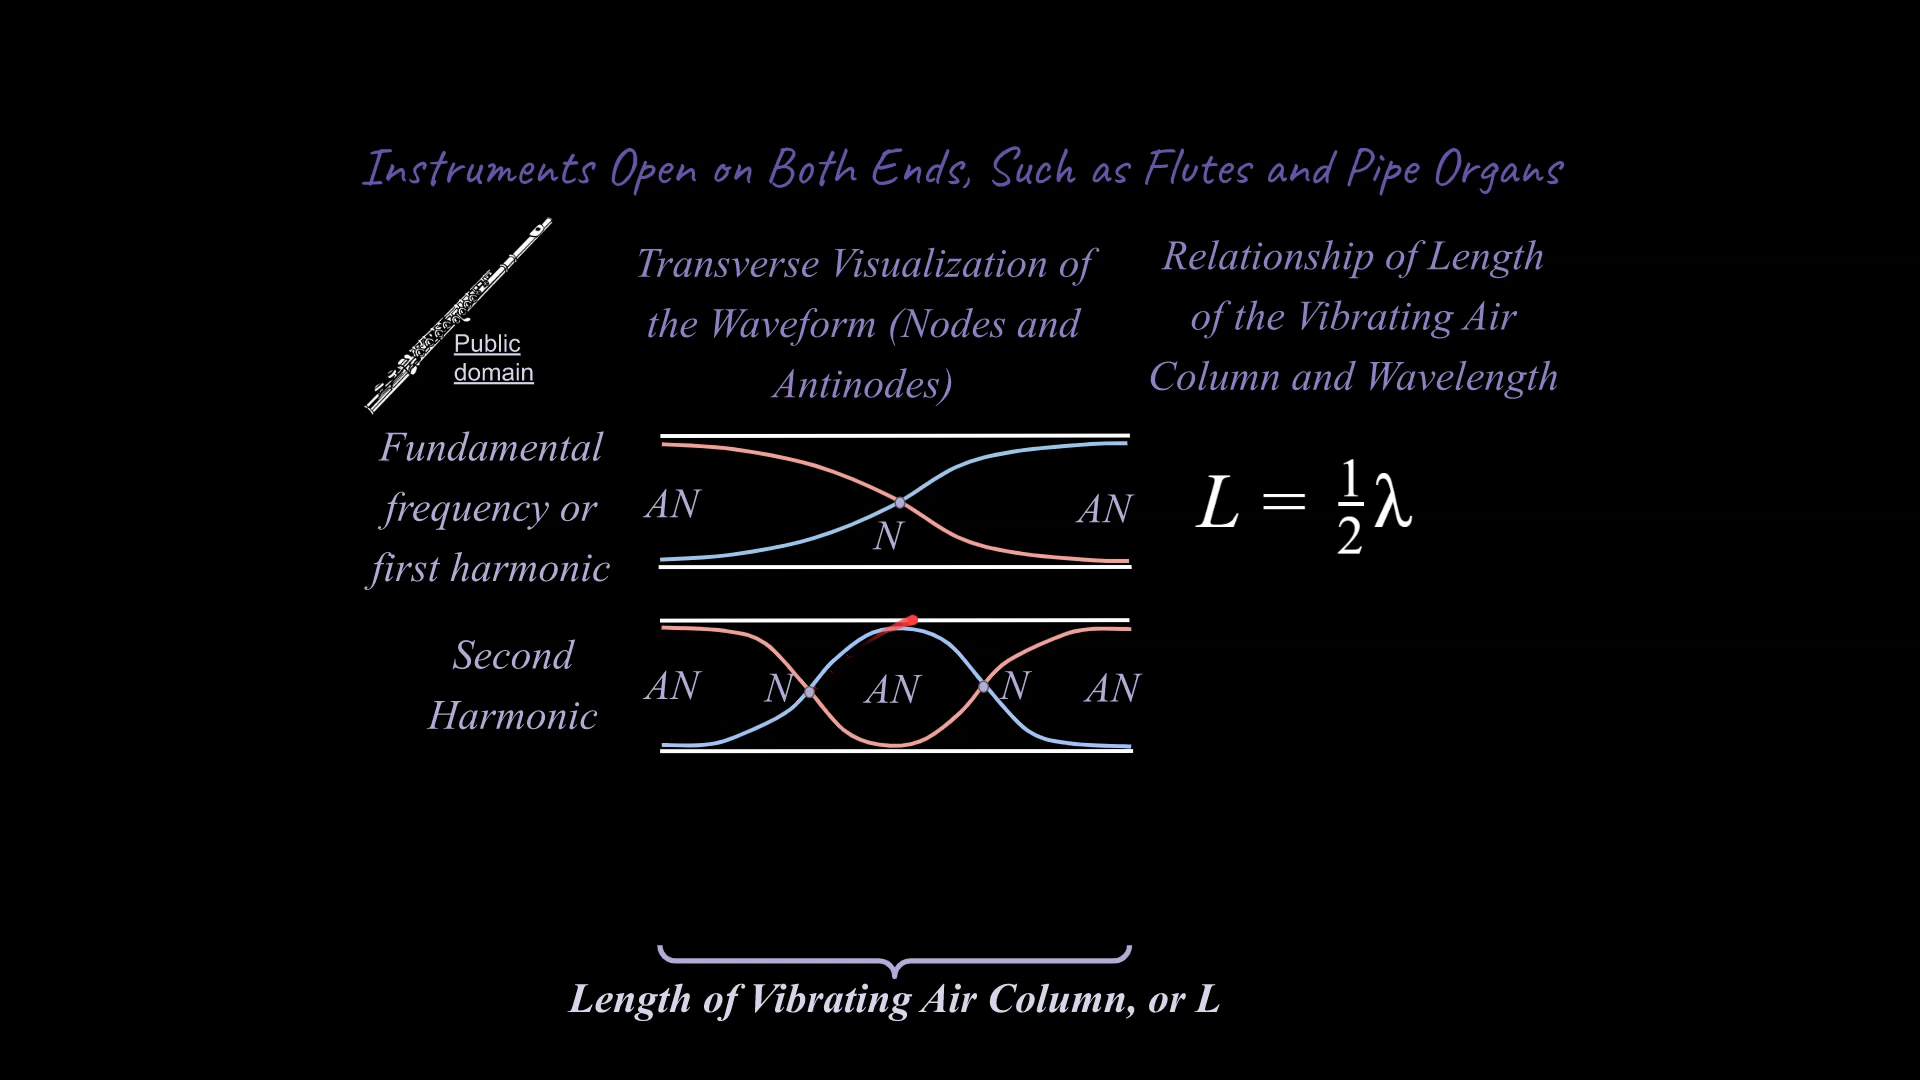 Instruments Open on Both Ends, Such as Flutes and Pipe Organs
Public
domain
Transverse Visualization of
the Waveform (Nodes and
Antinodes)
Relationship of Length
of the Vibrating Air
Column and Wavelength
Fundamental
frequency or
first harmonic
AN N AN
L = 1/2 λ
Second
Harmonic
AN N AN N AN
Length of Vibrating Air Column, or L